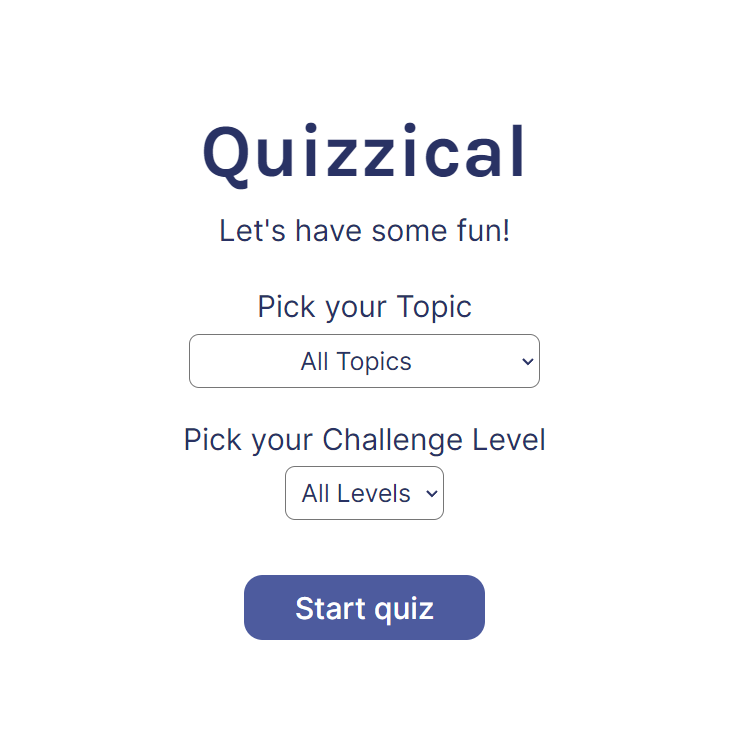 Quizzical
Let's have some fun!
Pick your Topic
All Topics
Pick your Challenge Level
All Levels
Start quiz